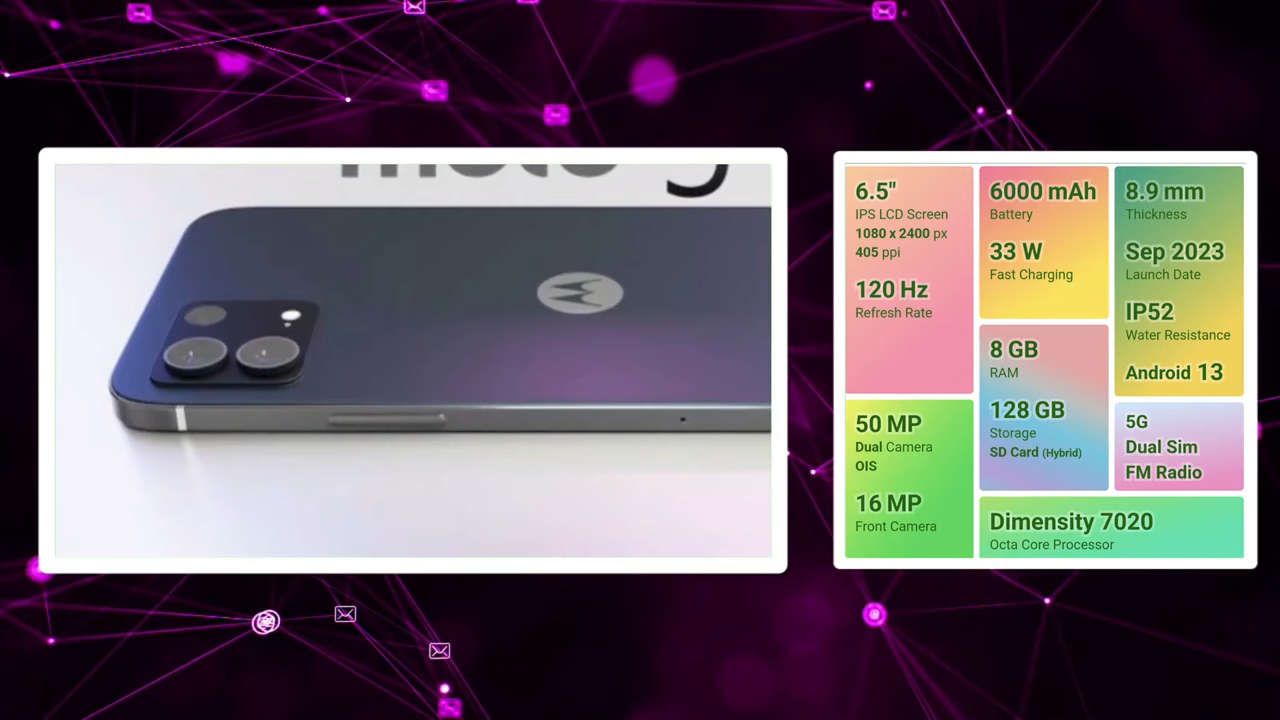 moto g
6.5"
IPS LCD Screen
1080 x 2400 px
405 ppi
120 Hz
Refresh Rate
50 MP
Dual Camera
OIS
16 MP
Front Camera
6000 mAh
Battery
33 W
Fast Charging
8 GB
RAM
128 GB
Storage
SD Card (Hybrid)
8.9 mm
Thickness
Sep 2023
Launch Date
IP52
Water Resistance
Android 13
5G
Dual Sim
FM Radio
Dimensity 7020
Octa Core Processor